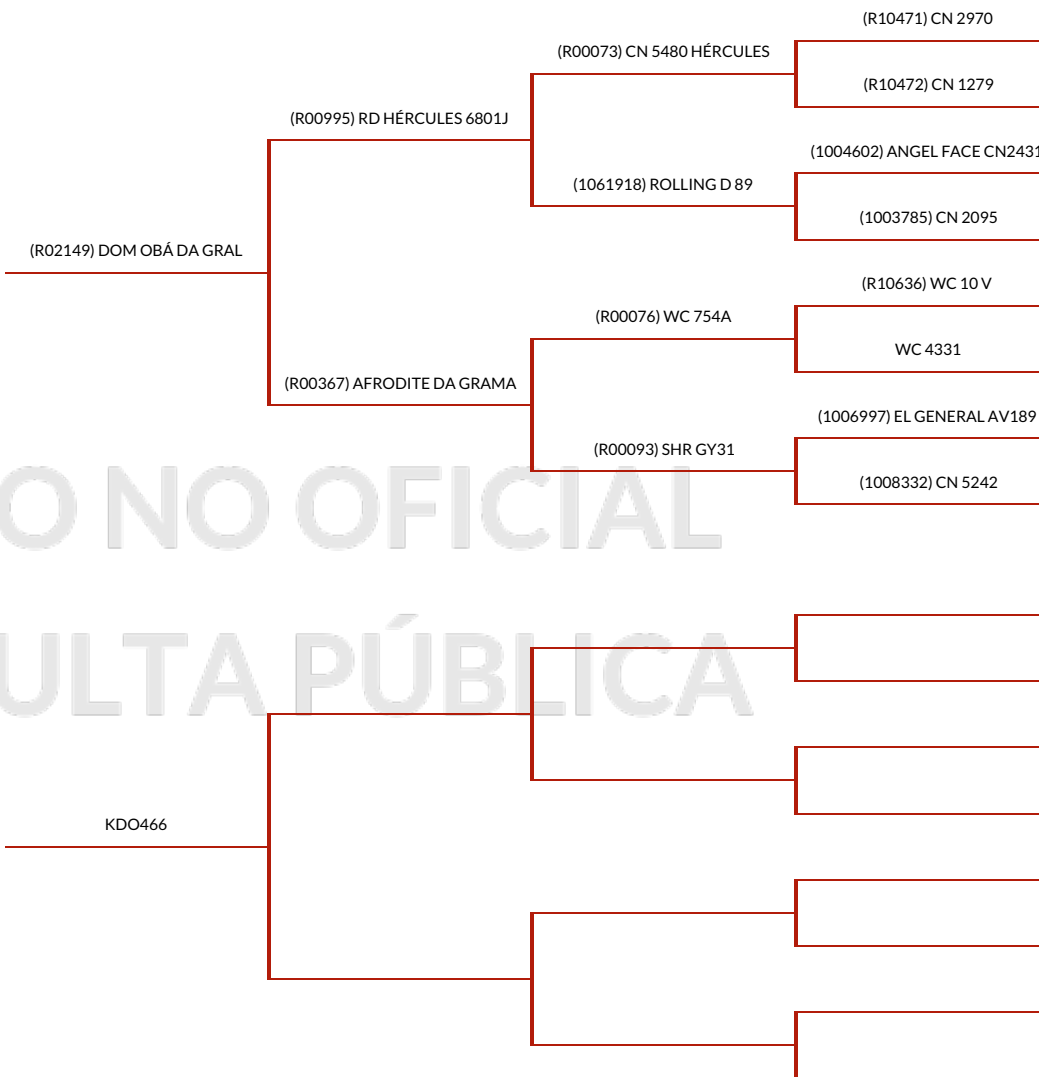 (R10471) CN 2970
(R00073) CN 5480 HÉRCULES
(R10472) CN 1279
(R00995) RD HÉRCULES 6801J
(1004602) ANGEL FACE CN2431
(1061918) ROLLING D 89
(1003785) CN 2095
(R02149) DOM OBÁ DA GRAL
(R10636) WC 10 V
(R00076) WC 754A
WC 4331
(R00367) AFRODITE DA GRAMA
(1006997) EL GENERAL AV189
(R00093) SHR GY31
(1008332) CN 5242
O NO OFICIAL
ULTA PÚBLICA
KDO466